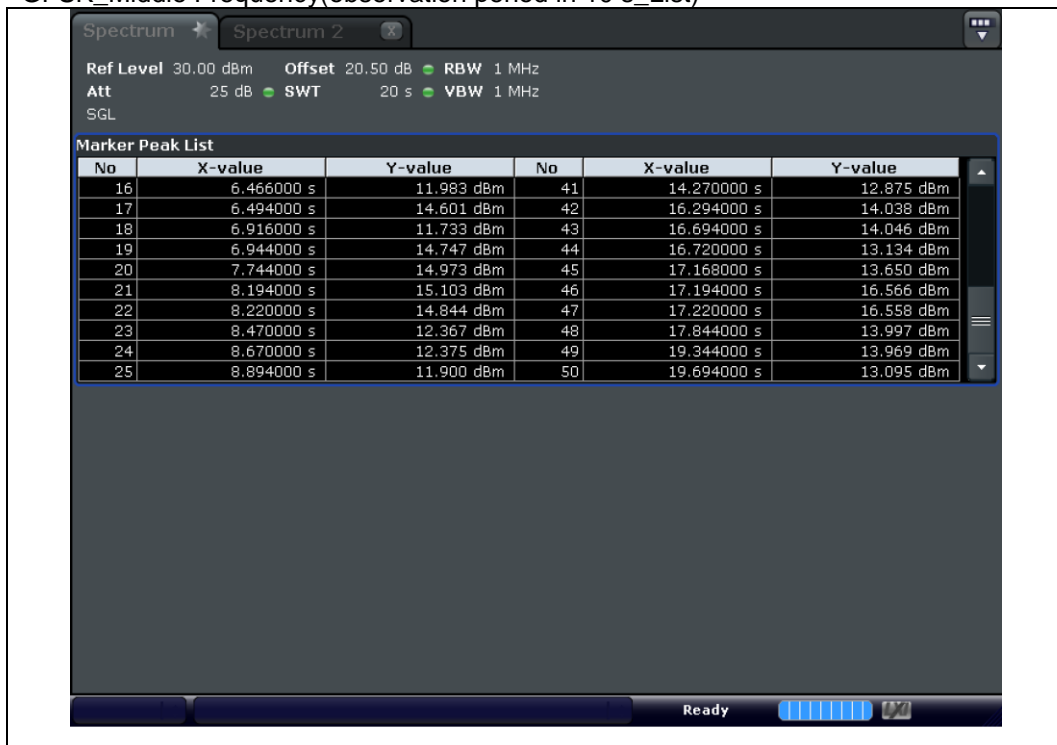 Spectrum Spectrum 2 X
Ref Level 30.00 dBm Offset 20.50 dB RBW 1 MHz
Att 25 dB SWT 20 s VBW 1 MHz
SGL
Marker Peak List
No X-value Y-value No X-value Y-value
16 6.466000 s 11.983 dBm 41 14.270000 s 12.875 dBm
17 6.494000 s 14.601 dBm 42 16.294000 s 14.038 dBm
18 6.916000 s 11.733 dBm 43 16.694000 s 14.046 dBm
19 6.944000 s 14.747 dBm 44 16.720000 s 13.134 dBm
20 7.744000 s 14.973 dBm 45 17.168000 s 13.650 dBm
21 8.194000 s 15.103 dBm 46 17.194000 s 16.566 dBm
22 8.220000 s 14.844 dBm 47 17.220000 s 16.558 dBm
23 8.470000 s 12.367 dBm 48 17.844000 s 13.997 dBm
24 8.670000 s 12.375 dBm 49 19.344000 s 13.969 dBm
25 8.894000 s 11.900 dBm 50 19.694000 s 13.095 dBm
Ready